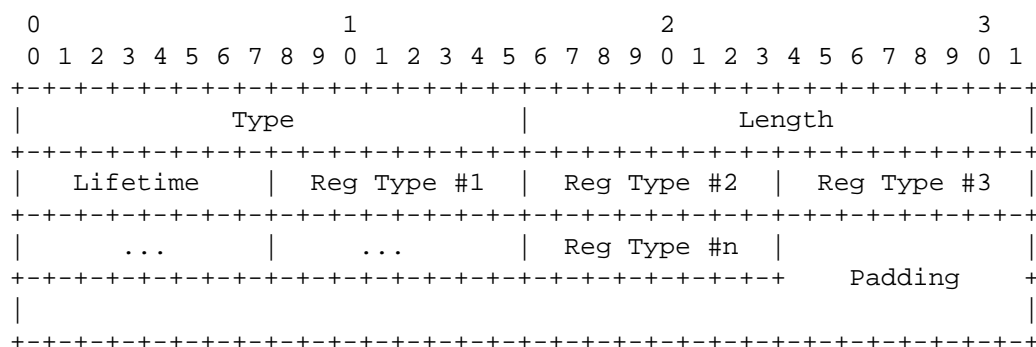 0                   1                   2                   3
 0 1 2 3 4 5 6 7 8 9 0 1 2 3 4 5 6 7 8 9 0 1 2 3 4 5 6 7 8 9 0 1
+-+-+-+-+-+-+-+-+-+-+-+-+-+-+-+-+-+-+-+-+-+-+-+-+-+-+-+-+-+-+-+-+
|             Type              |             Length            |
+-+-+-+-+-+-+-+-+-+-+-+-+-+-+-+-+-+-+-+-+-+-+-+-+-+-+-+-+-+-+-+-+
|   Lifetime    |  Reg Type #1  |  Reg Type #2  |  Reg Type #3  |
+-+-+-+-+-+-+-+-+-+-+-+-+-+-+-+-+-+-+-+-+-+-+-+-+-+-+-+-+-+-+-+-+
|      ...      |     ...       |  Reg Type #n  |               |
+-+-+-+-+-+-+-+-+-+-+-+-+-+-+-+-+-+-+-+-+-+-+-+-+    Padding    +
|                                                               |
+-+-+-+-+-+-+-+-+-+-+-+-+-+-+-+-+-+-+-+-+-+-+-+-+-+-+-+-+-+-+-+-+